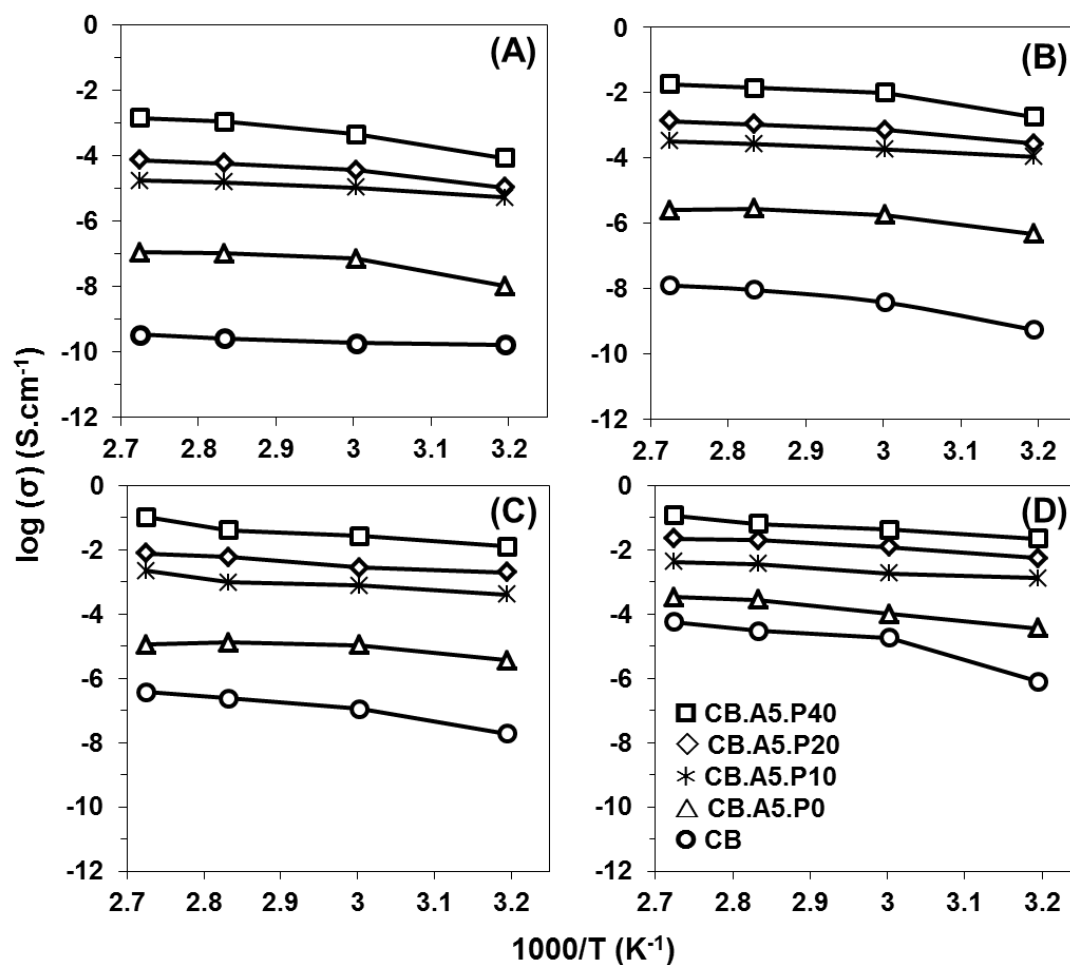 log (σ) (S.cm⁻¹)
(A)
0
-2
-4
-6
-8
-10
-12
2.7 2.8 2.9 3 3.1 3.2
(B)
0
-2
-4
-6
-8
-10
-12
2.7 2.8 2.9 3 3.1 3.2
(C)
0
-2
-4
-6
-8
-10
-12
2.7 2.8 2.9 3 3.1 3.2
(D)
0
-2
-4
-6
-8
-10
-12
CB.A5.P40
CB.A5.P20
CB.A5.P10
CB.A5.P0
CB
2.7 2.8 2.9 3 3.1 3.2
1000/T (K⁻¹)